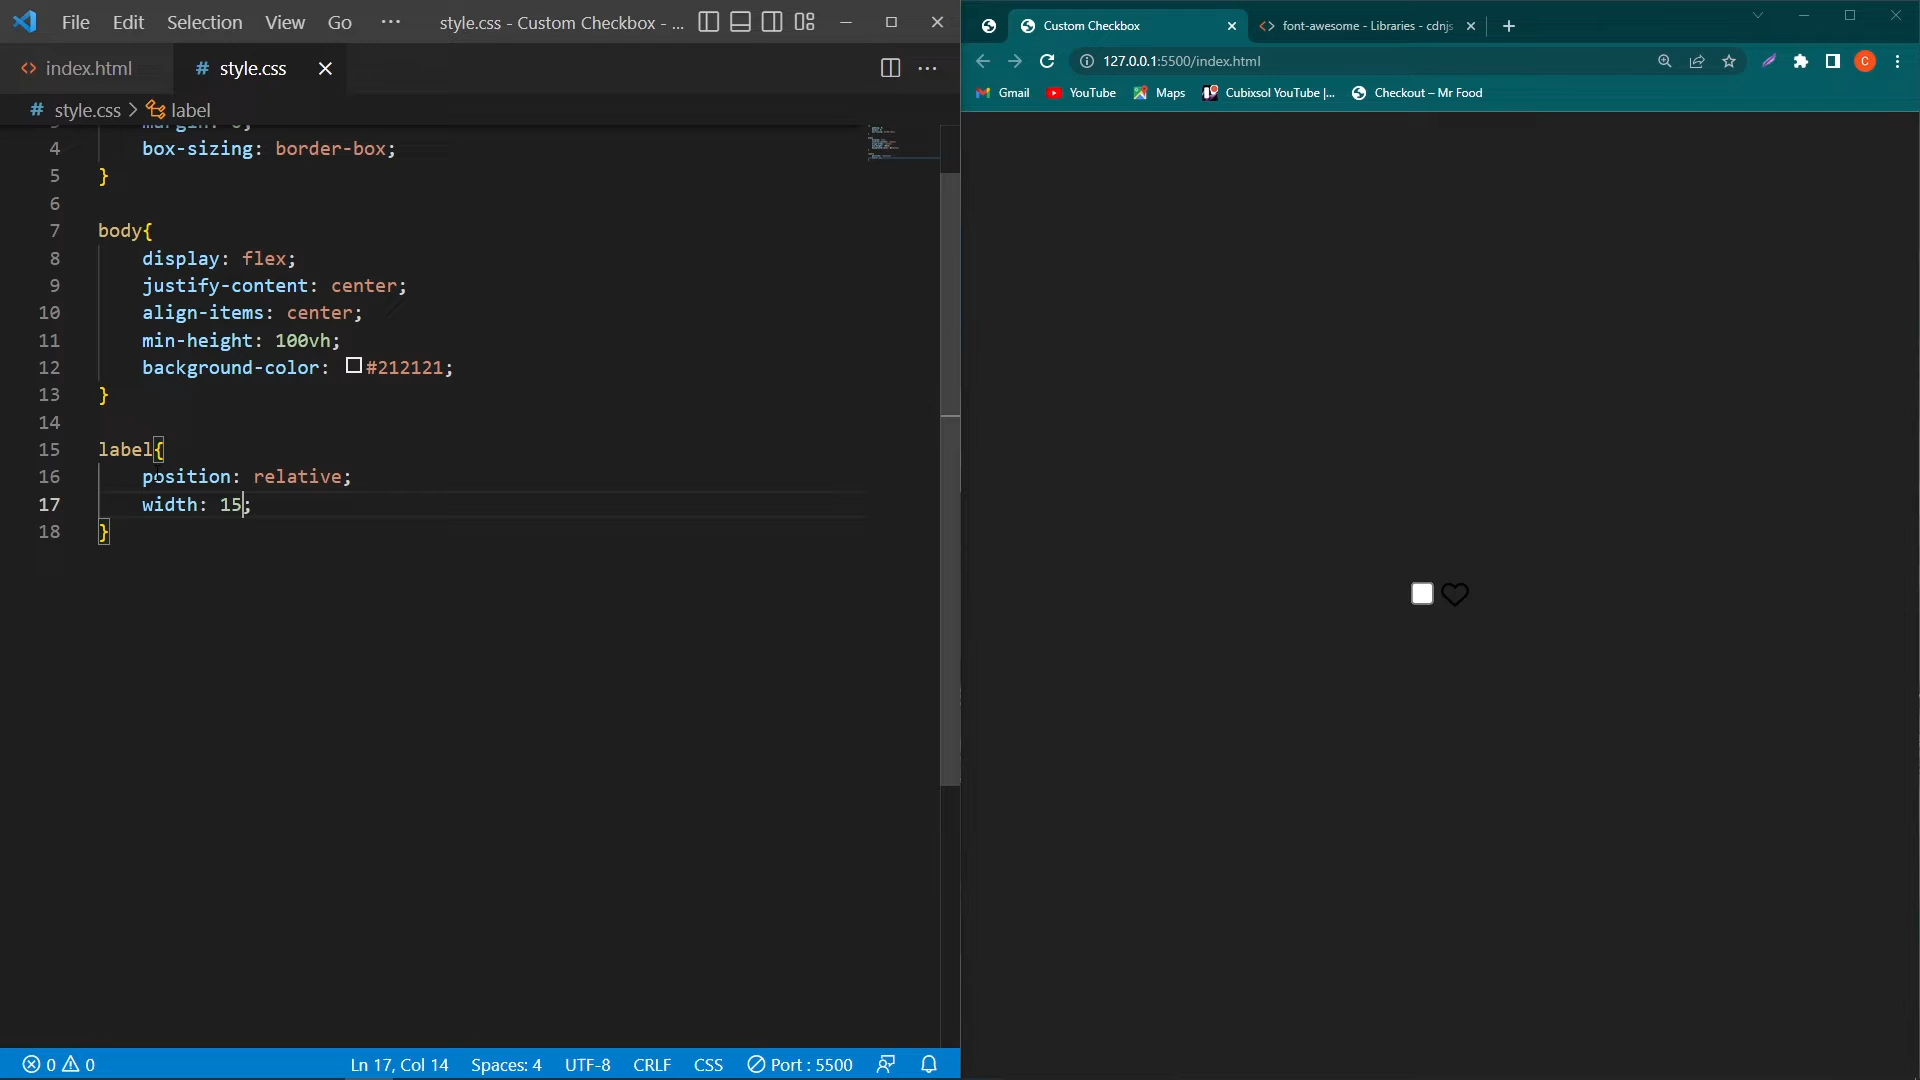 File Edit Selection View Go ··· style.css - Custom Checkbox - ...
index.html
# style.css
# style.css > label
4 box-sizing: border-box;
5 }
6
7 body{
8 display: flex;
9 justify-content: center;
10 align-items: center;
11 min-height: 100vh;
12 background-color: #212121;
13 }
14
15 label{
16 position: relative;
17 width: 15;
18 }
0 0 Ln 17, Col 14 Spaces: 4 UTF-8 CRLF CSS Port : 5500
Custom Checkbox
font-awesome - Libraries - cdnjs
127.0.0.1:5500/index.html
C
Gmail YouTube Maps Cubixsol YouTube |... Checkout – Mr Food